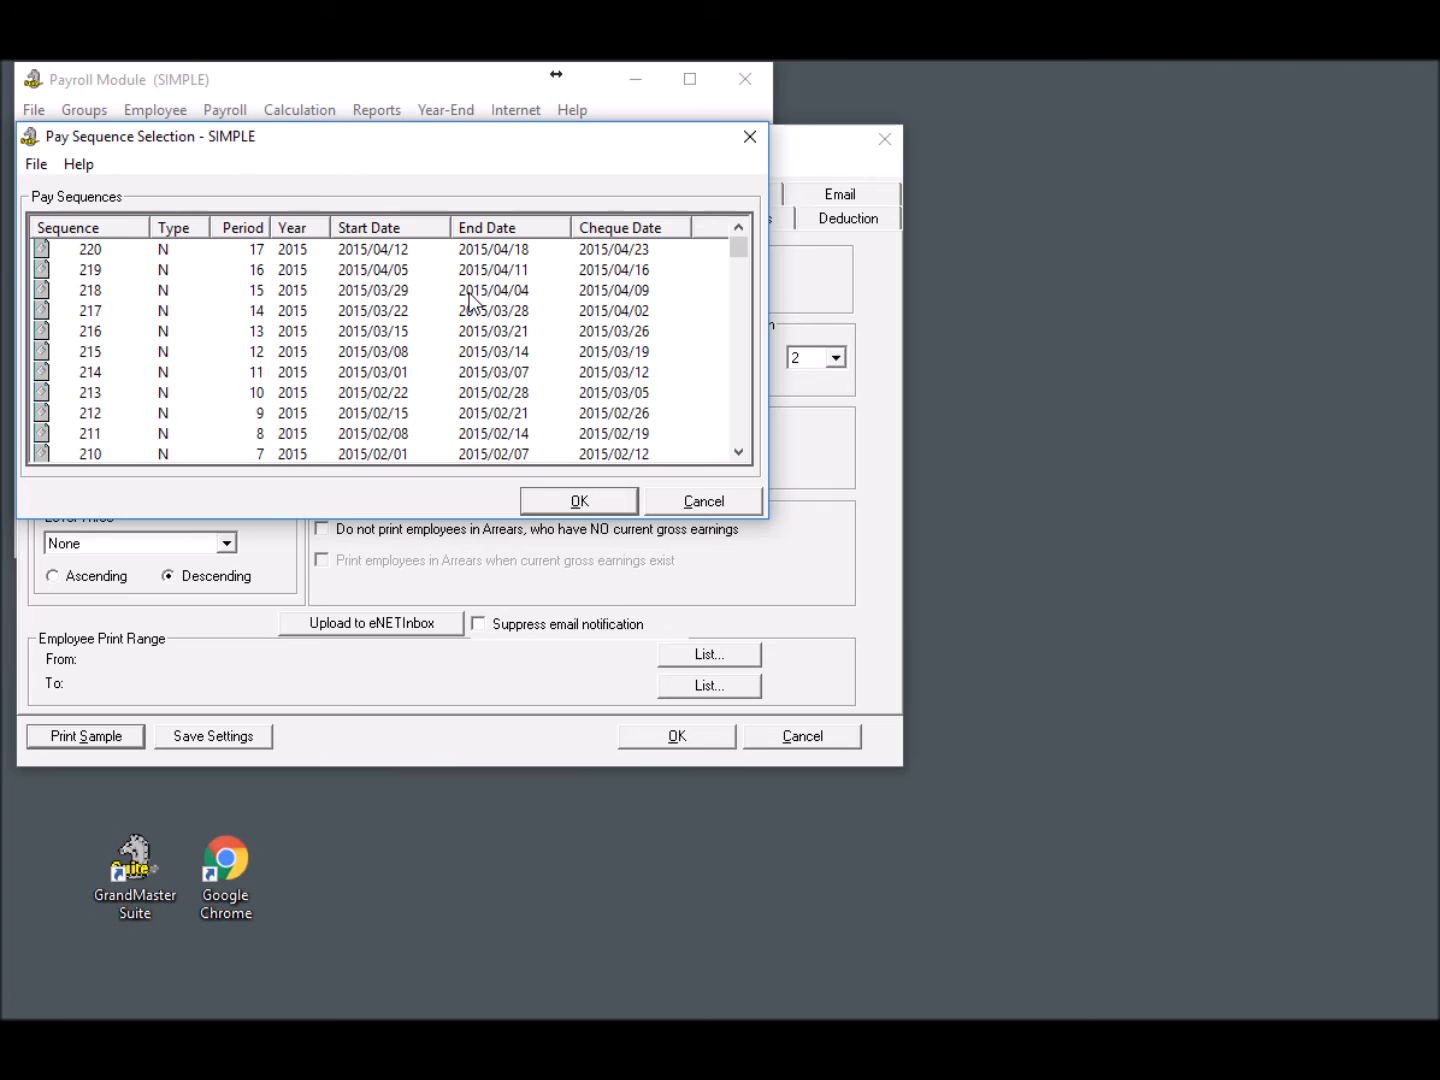 Payroll Module (SIMPLE)
File Groups Employee Payroll Calculation Reports Year-End Internet Help
Pay Sequence Selection - SIMPLE
File Help
Email
Deduction
Pay Sequences
Sequence Type Period Year Start Date End Date Cheque Date
220 N 17 2015 2015/04/12 2015/04/18 2015/04/23
219 N 16 2015 2015/04/05 2015/04/11 2015/04/16
218 N 15 2015 2015/03/29 2015/04/04 2015/04/09
217 N 14 2015 2015/03/22 2015/03/28 2015/04/02
216 N 13 2015 2015/03/15 2015/03/21 2015/03/26
215 N 12 2015 2015/03/08 2015/03/14 2015/03/19
214 N 11 2015 2015/03/01 2015/03/07 2015/03/12
213 N 10 2015 2015/02/22 2015/02/28 2015/03/05
212 N 9 2015 2015/02/15 2015/02/21 2015/02/26
211 N 8 2015 2015/02/08 2015/02/14 2015/02/19
210 N 7 2015 2015/02/01 2015/02/07 2015/02/12
2
OK Cancel
Do not print employees in Arrears, who have NO current gross earnings
None
Print employees in Arrears when current gross earnings exist
Ascending Descending
Upload to eNETInbox Suppress email notification
Employee Print Range
From: List...
To: List...
Print Sample Save Settings OK Cancel
Suite
GrandMaster Suite
Google Chrome